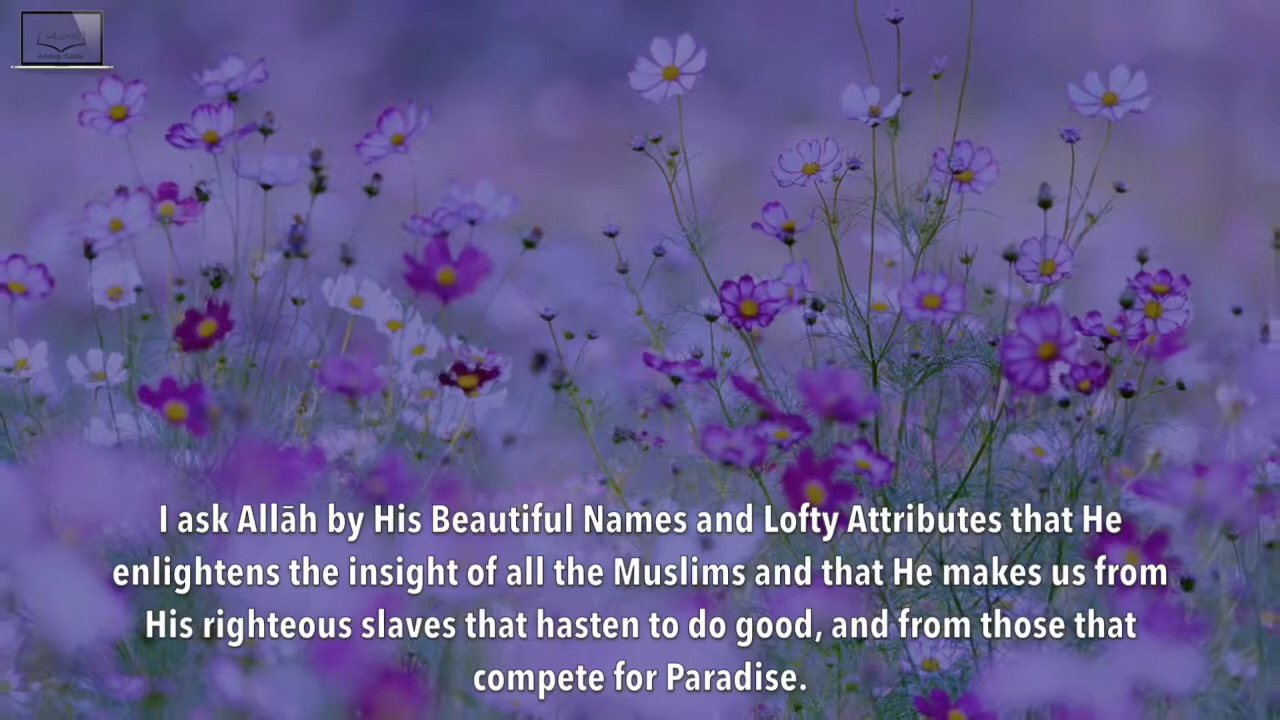 I ask Allāh by His Beautiful Names and Lofty Attributes that He
enlightens the insight of all the Muslims and that He makes us from
His righteous slaves that hasten to do good, and from those that
compete for Paradise.